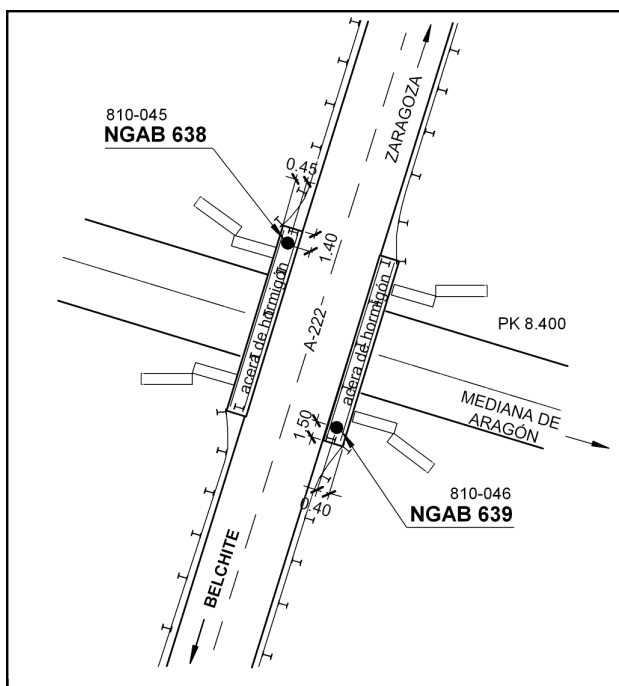 ZARAGOZA
810-045
NGAB 638
0.45
1.40
acera de hormigón
A-222
acera de hormigón
PK 8.400
MEDIANA DE
ARAGÓN
1.50
0.40
810-046
NGAB 639
BELCHITE